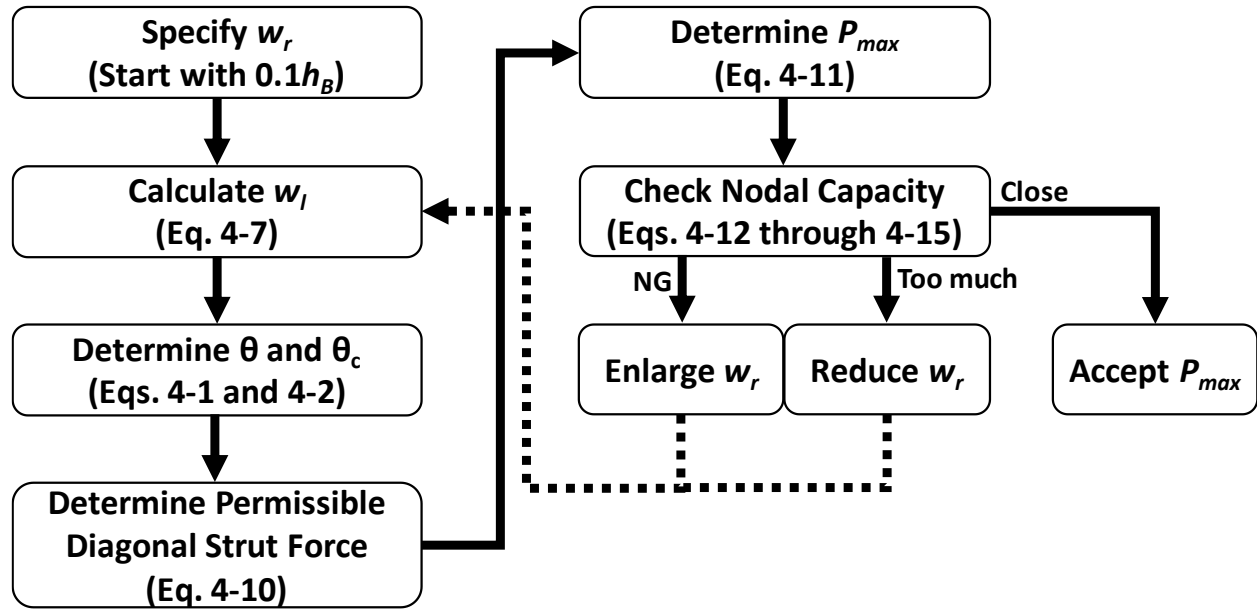 Specify w_r
(Start with 0.1h_B)
Calculate w_l
(Eq. 4-7)
Determine θ and θ_c
(Eqs. 4-1 and 4-2)
Determine Permissible
Diagonal Strut Force
(Eq. 4-10)
Determine P_max
(Eq. 4-11)
Check Nodal Capacity
(Eqs. 4-12 through 4-15)
Close
NG
Too much
Enlarge w_r
Reduce w_r
Accept P_max